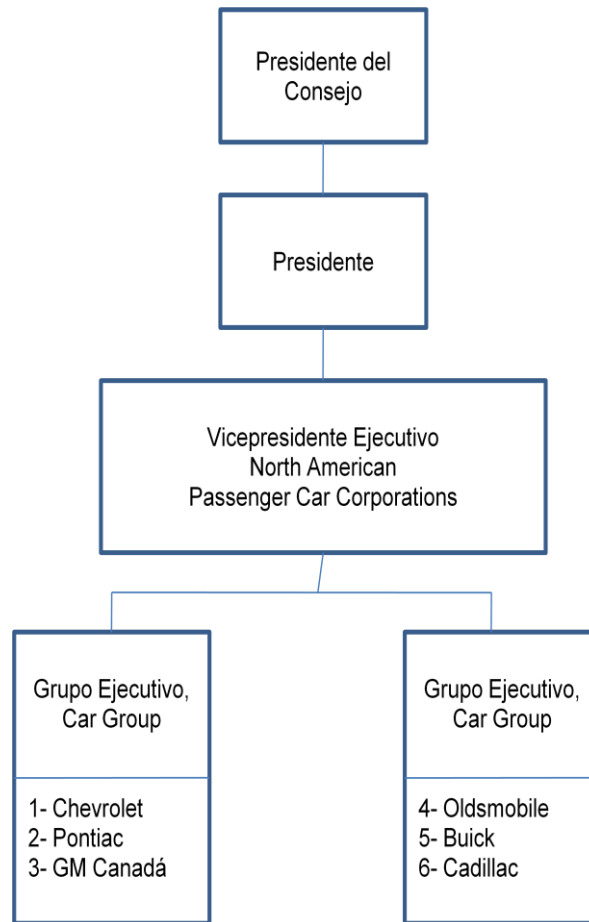 Presidente del
Consejo
Presidente
Vicepresidente Ejecutivo
North American
Passenger Car Corporations
Grupo Ejecutivo,
Car Group
1- Chevrolet
2- Pontiac
3- GM Canadá
Grupo Ejecutivo,
Car Group
4- Oldsmobile
5- Buick
6- Cadillac